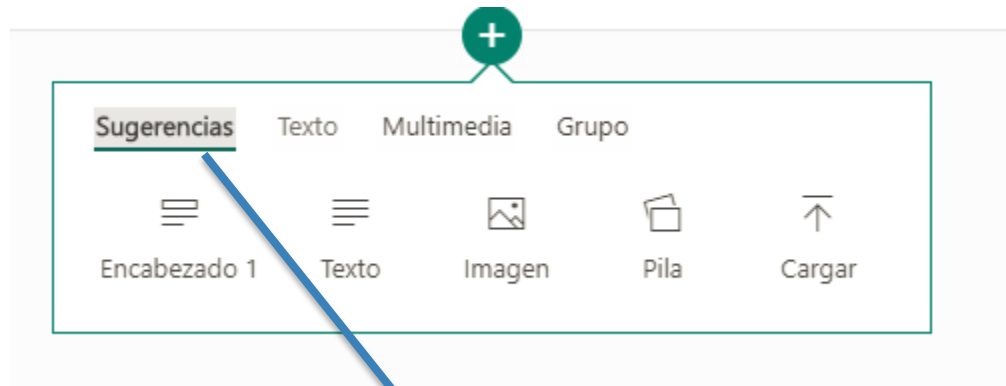 Sugerencias Texto Multimedia Grupo
Encabezado 1 Texto Imagen Pila Cargar